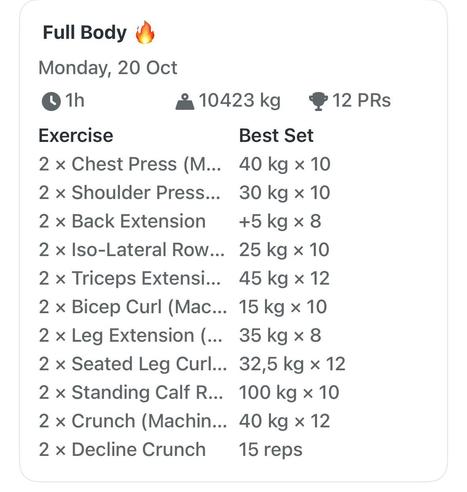 Full Body 🔥
Monday, 20 Oct
1h 10423 kg 12 PRs
Exercise Best Set
2 × Chest Press (M... 40 kg × 10
2 × Shoulder Press... 30 kg × 10
2 × Back Extension +5 kg × 8
2 × Iso-Lateral Row... 25 kg × 10
2 × Triceps Extensi... 45 kg × 12
2 × Bicep Curl (Mac... 15 kg × 10
2 × Leg Extension (... 35 kg × 8
2 × Seated Leg Curl... 32,5 kg × 12
2 × Standing Calf R... 100 kg × 10
2 × Crunch (Machin... 40 kg × 12
2 × Decline Crunch 15 reps